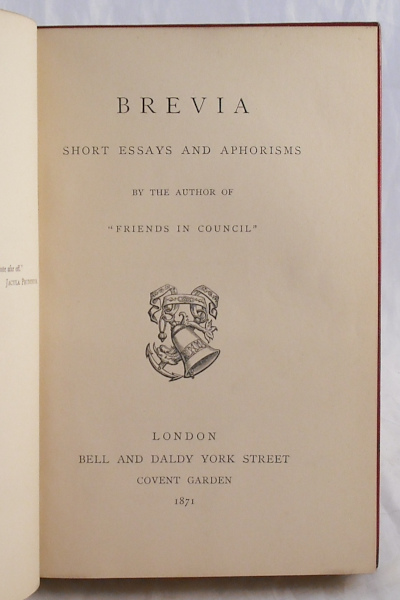 BREVIA
SHORT ESSAYS AND APHORISMS
BY THE AUTHOR OF
"FRIENDS IN COUNCIL"
LONDON
BELL AND DALDY YORK STREET
COVENT GARDEN
1871